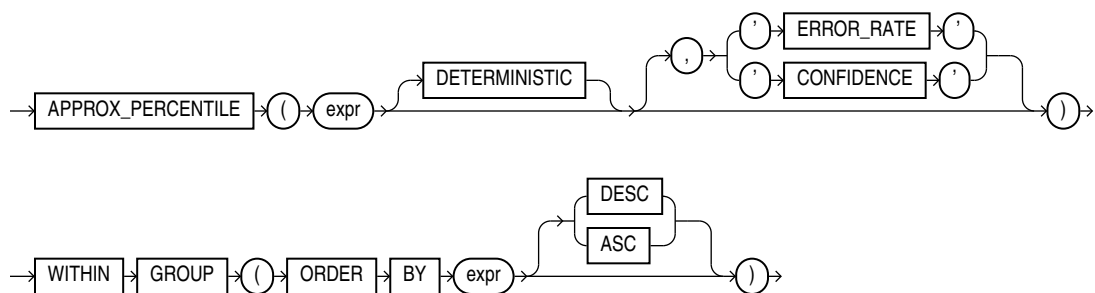 ' ERROR_RATE '
,
DETERMINISTIC ' CONFIDENCE '
APPROX_PERCENTILE ( expr )
DESC
ASC
WITHIN GROUP ( ORDER BY expr )